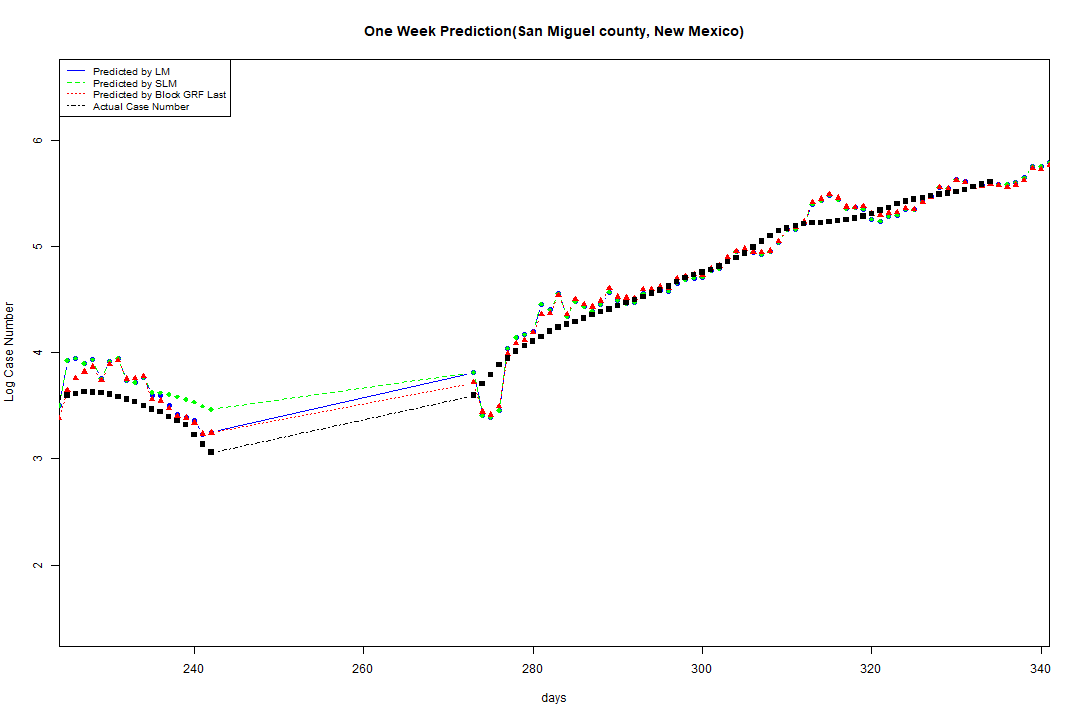 One Week Prediction(San Miguel county, New Mexico)
Predicted by LM
Predicted by SLM
Predicted by Block GRF Last
Actual Case Number
Log Case Number
6
5
4
3
2
240 260 280 300 320 340
days